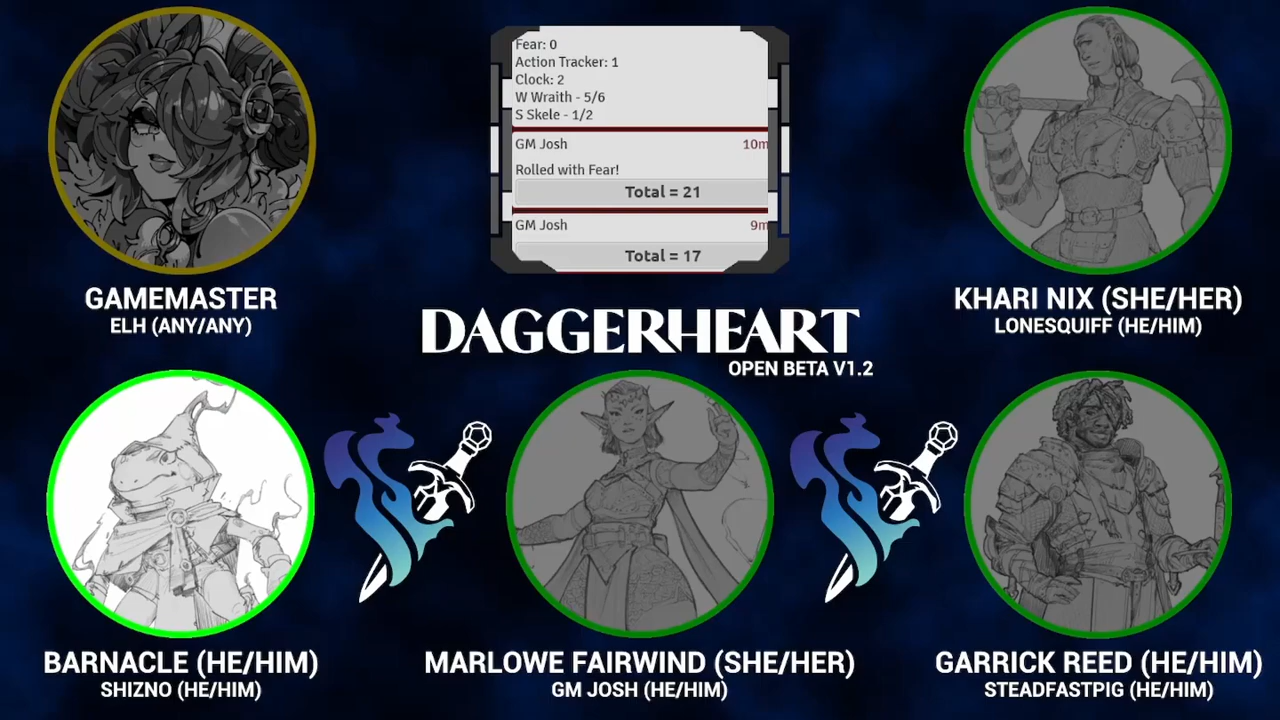 Fear: 0
Action Tracker: 1
Clock: 2
W Wraith - 5/6
S Skele - 1/2
GM Josh 10m
Rolled with Fear!
Total = 21
GM Josh 9m
Total = 17
GAMEMASTER
ELH (ANY/ANY)
KHARI NIX (SHE/HER)
LONESQUIFF (HE/HIM)
DAGGERHEART
OPEN BETA V1.2
BARNACLE (HE/HIM)
SHIZNO (HE/HIM)
MARLOWE FAIRWIND (SHE/HER)
GM JOSH (HE/HIM)
GARRICK REED (HE/HIM)
STEADFASTPIG (HE/HIM)